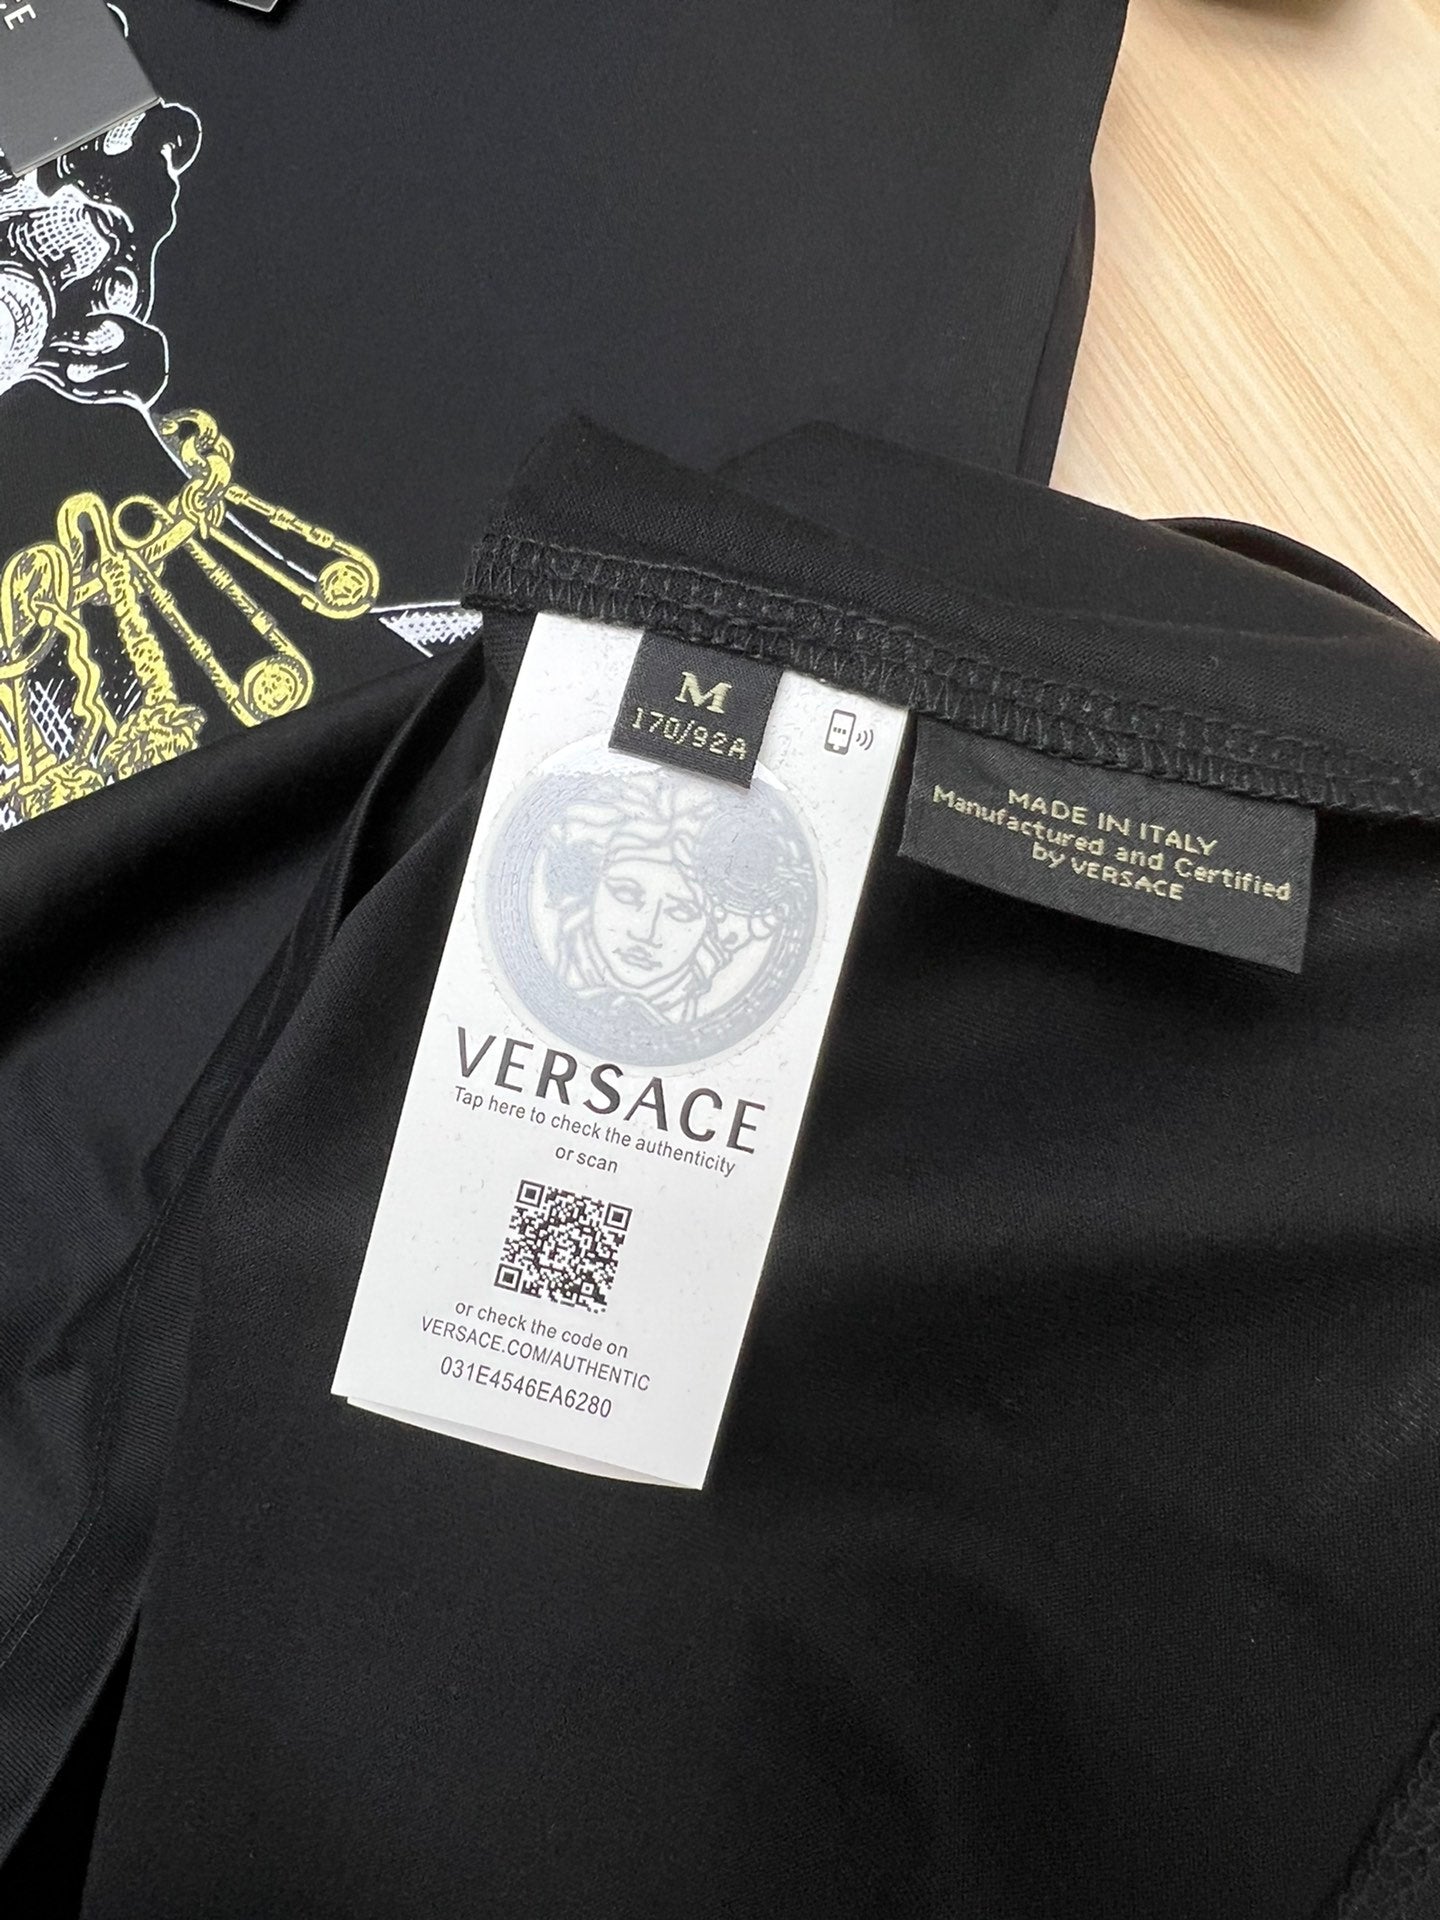 CE
M
170/92A
MADE IN ITALY
Manufactured and Certified
by VERSACE
VERSACE
Tap here to check the authenticity
or scan
or check the code on
VERSACE.COM/AUTHENTIC
031E4546EA6280